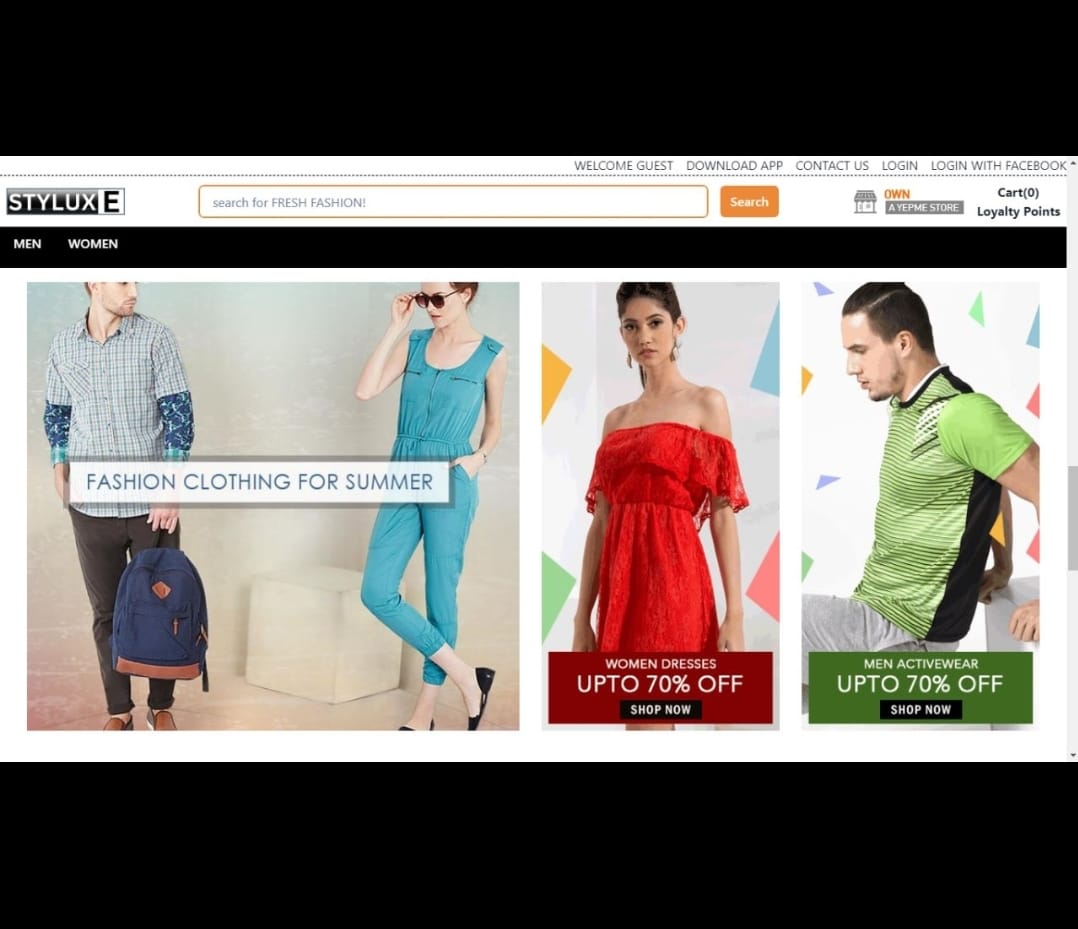 WELCOME GUEST DOWNLOAD APP CONTACT US LOGIN LOGIN WITH FACEBOOK
STYLUXE
search for FRESH FASHION!
Search
OWN
A YEPME STORE
Cart(0)
Loyalty Points
MEN WOMEN
FASHION CLOTHING FOR SUMMER
WOMEN DRESSES
UPTO 70% OFF
SHOP NOW
MEN ACTIVEWEAR
UPTO 70% OFF
SHOP NOW